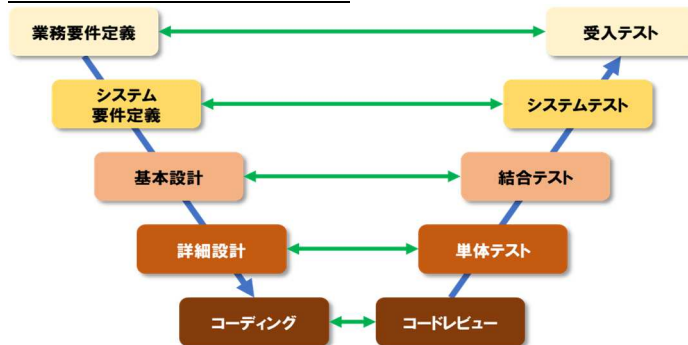 業務要件定義
受入テスト
システム
要件定義
システムテスト
基本設計
結合テスト
詳細設計
単体テスト
コーディング
コードレビュー